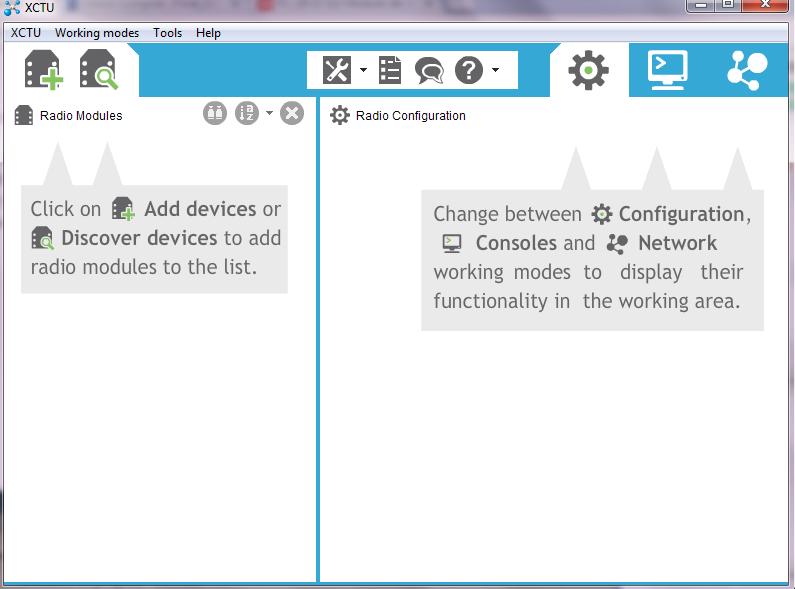 XCTU
XCTU Working modes Tools Help
Radio Modules
Radio Configuration
Click on Add devices or
Discover devices to add
radio modules to the list.
Change between Configuration,
Consoles and Network
working modes to display their
functionality in the working area.